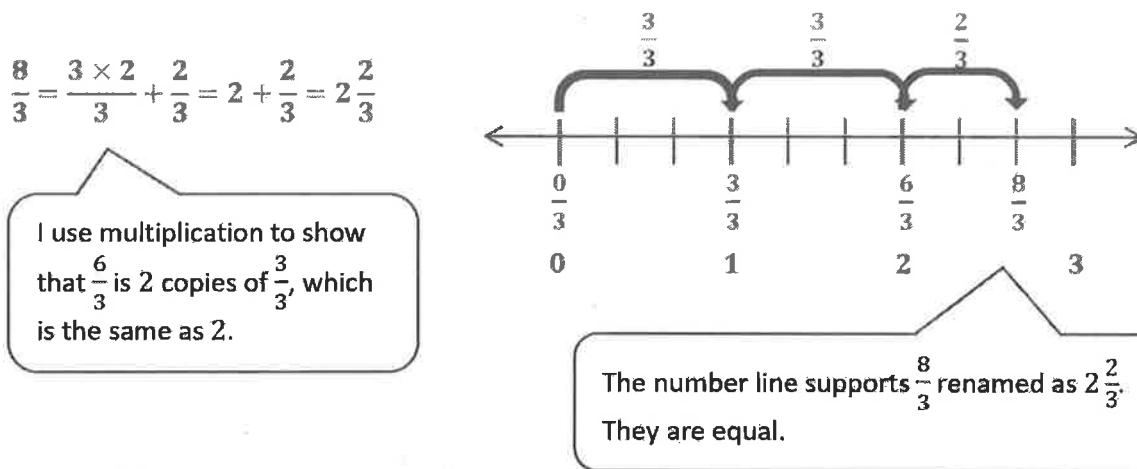 8/3 = (3 × 2)/3 + 2/3 = 2 + 2/3 = 2 2/3
I use multiplication to show
that 6/3 is 2 copies of 3/3, which
is the same as 2.
3/3 3/3 2/3
0/3 3/3 6/3 8/3
0 1 2 3
The number line supports 8/3 renamed as 2 2/3.
They are equal.